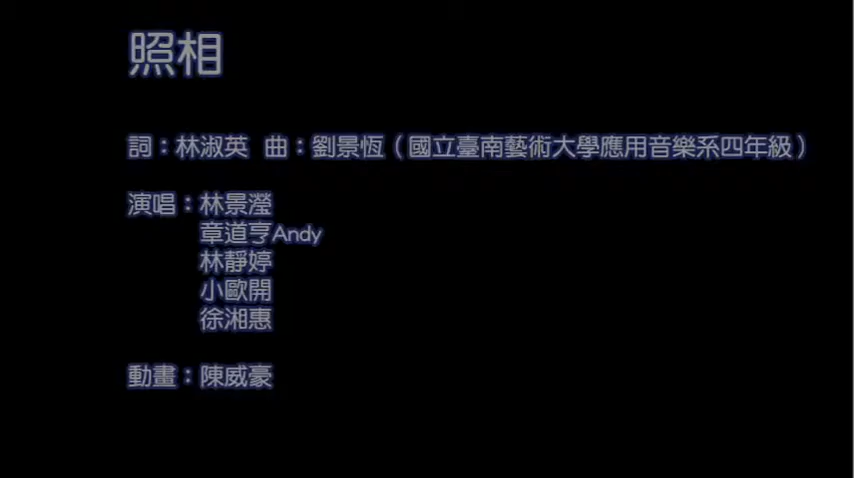 照相
詞：林淑英 曲：劉景恆（國立臺南藝術大學應用音樂系四年級）
演唱：林景瀅
章道亨Andy
林靜婷
小歐開
徐湘惠
動畫：陳威豪